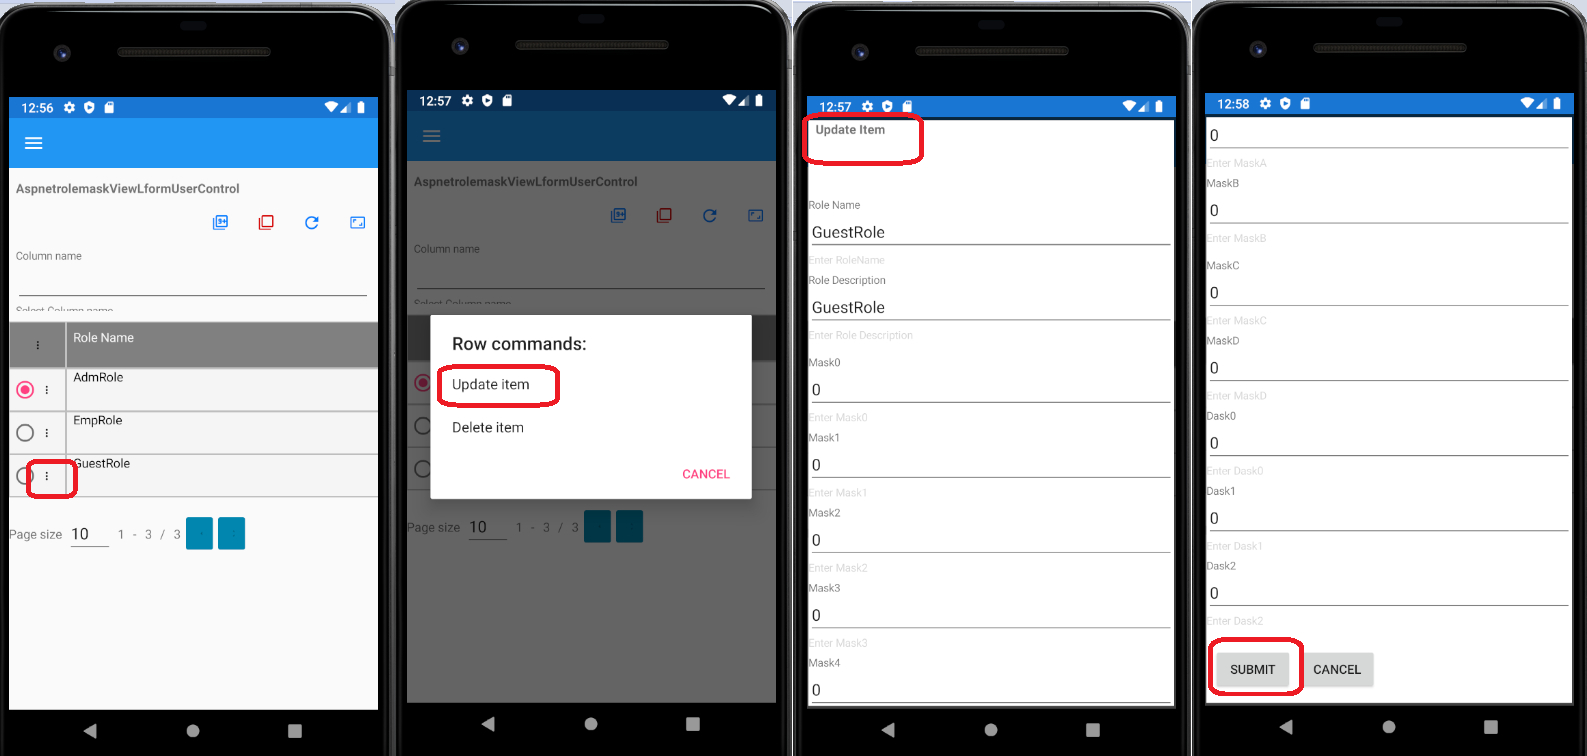 12:56
AspnetrolemaskViewLformUserControl
9+
Column name
Select Column name
Role Name
AdmRole
EmpRole
GuestRole
Page size 10 1 - 3 / 3
12:57
AspnetrolemaskViewLformUserControl
9+
Column name
Select Column name
Row commands:
Update item
Delete item
CANCEL
Page size 10 1 - 3 / 3
12:57
Update Item
Role Name
GuestRole
Enter RoleName
Role Description
GuestRole
Enter Role Description
Mask0
0
Enter Mask0
Mask1
0
Enter Mask1
Mask2
0
Enter Mask2
Mask3
0
Enter Mask3
Mask4
0
12:58
0
Enter MaskA
MaskB
0
Enter MaskB
MaskC
0
Enter MaskC
MaskD
0
Enter MaskD
Dask0
0
Enter Dask0
Dask1
0
Enter Dask1
Dask2
0
Enter Dask2
SUBMIT CANCEL